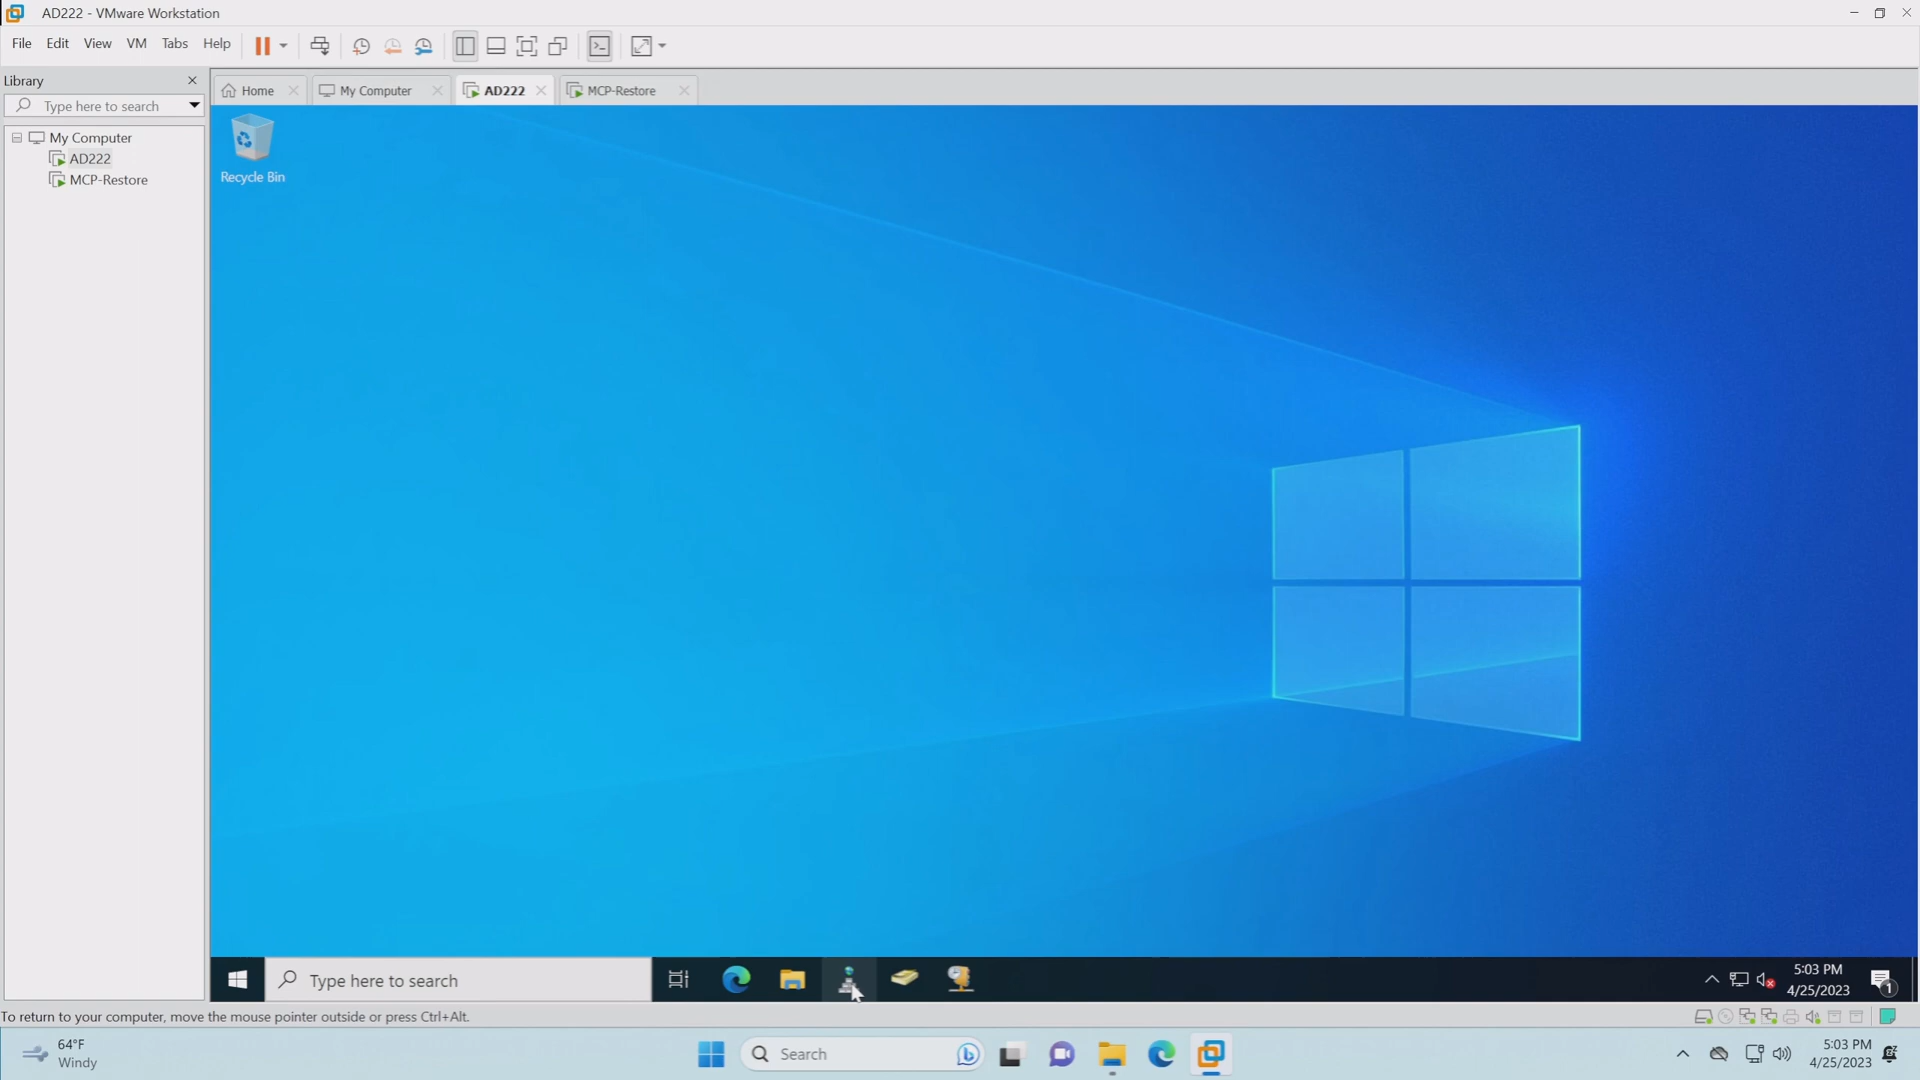 AD222 - VMware Workstation
File Edit View VM Tabs Help
Library
Type here to search
My Computer
AD222
MCP-Restore
Home
My Computer
AD222
MCP-Restore
Recycle Bin
Type here to search
5:03 PM
4/25/2023
1
To return to your computer, move the mouse pointer outside or press Ctrl+Alt.
64°F
Windy
Search
5:03 PM
4/25/2023